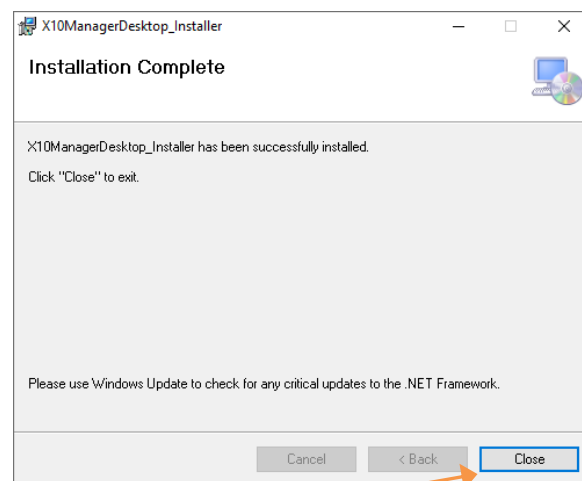 X10ManagerDesktop_Installer
Installation Complete
X10ManagerDesktop_Installer has been successfully installed.
Click "Close" to exit.
Please use Windows Update to check for any critical updates to the .NET Framework.
Cancel
< Back
Close